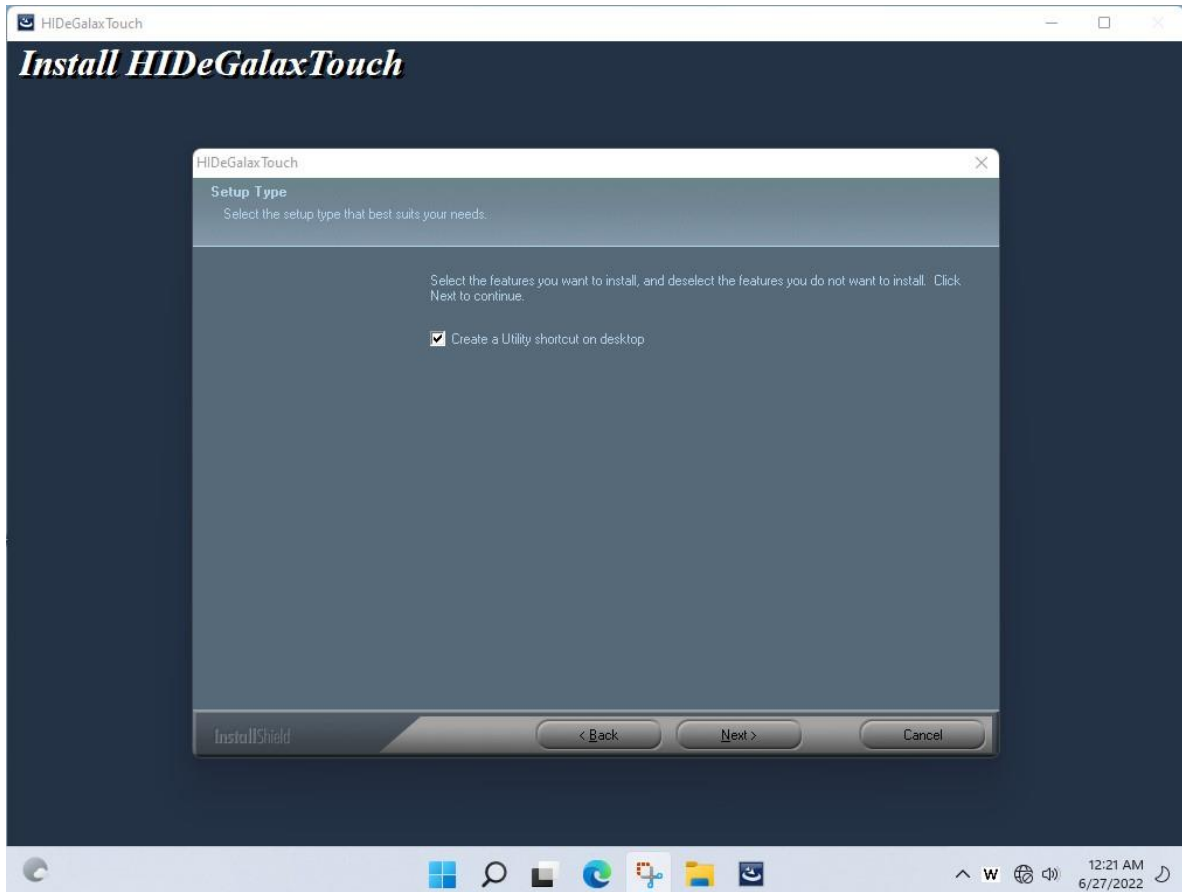 HIDeGalaxTouch
Install HIDeGalaxTouch
HIDeGalaxTouch
Setup Type
Select the setup type that best suits your needs.
Select the features you want to install, and deselect the features you do not want to install. Click
Next to continue.
Create a Utility shortcut on desktop
InstallShield
< Back
Next >
Cancel
W
12:21 AM
6/27/2022